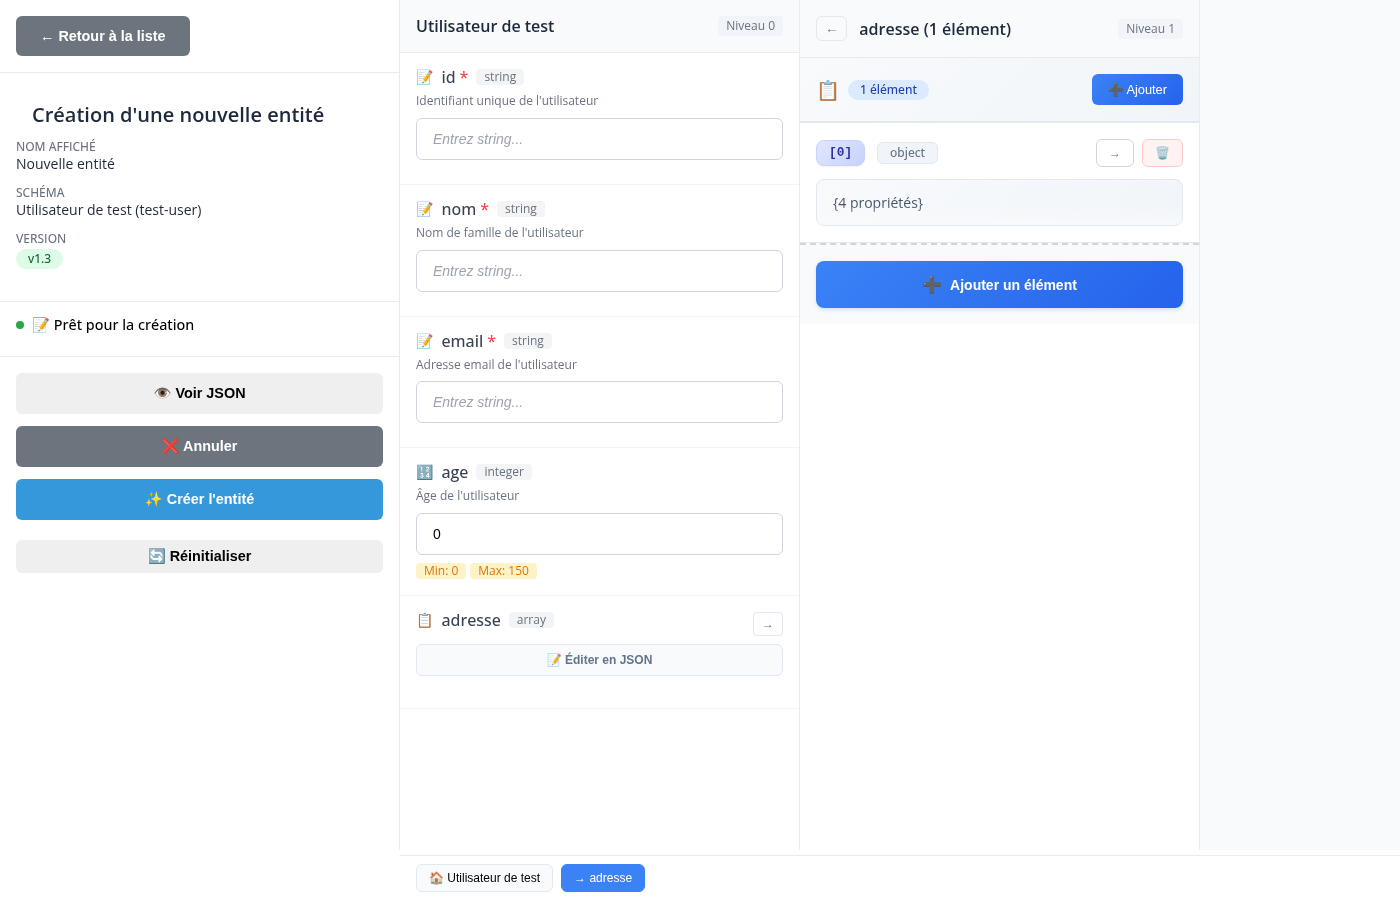 ← Retour à la liste
Création d'une nouvelle entité
NOM AFFICHÉ
Nouvelle entité
SCHÉMA
Utilisateur de test (test-user)
VERSION
v1.3
Prêt pour la création
Voir JSON
Annuler
Créer l'entité
Réinitialiser
Utilisateur de test Niveau 0
id * string
Identifiant unique de l'utilisateur
Entrez string...
nom * string
Nom de famille de l'utilisateur
Entrez string...
email * string
Adresse email de l'utilisateur
Entrez string...
age integer
Âge de l'utilisateur
0
Min: 0 Max: 150
adresse array →
Éditer en JSON
← adresse (1 élément) Niveau 1
1 élément Ajouter
[0] object →
{4 propriétés}
Ajouter un élément
Utilisateur de test → adresse